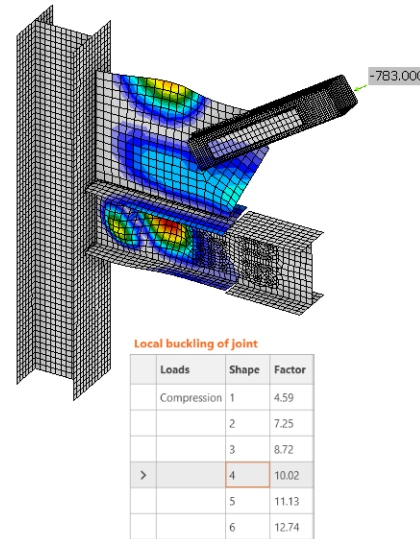 -783.000
Local buckling of joint
Loads Shape Factor
Compression 1 4.59
2 7.25
3 8.72
> 4 10.02
5 11.13
6 12.74